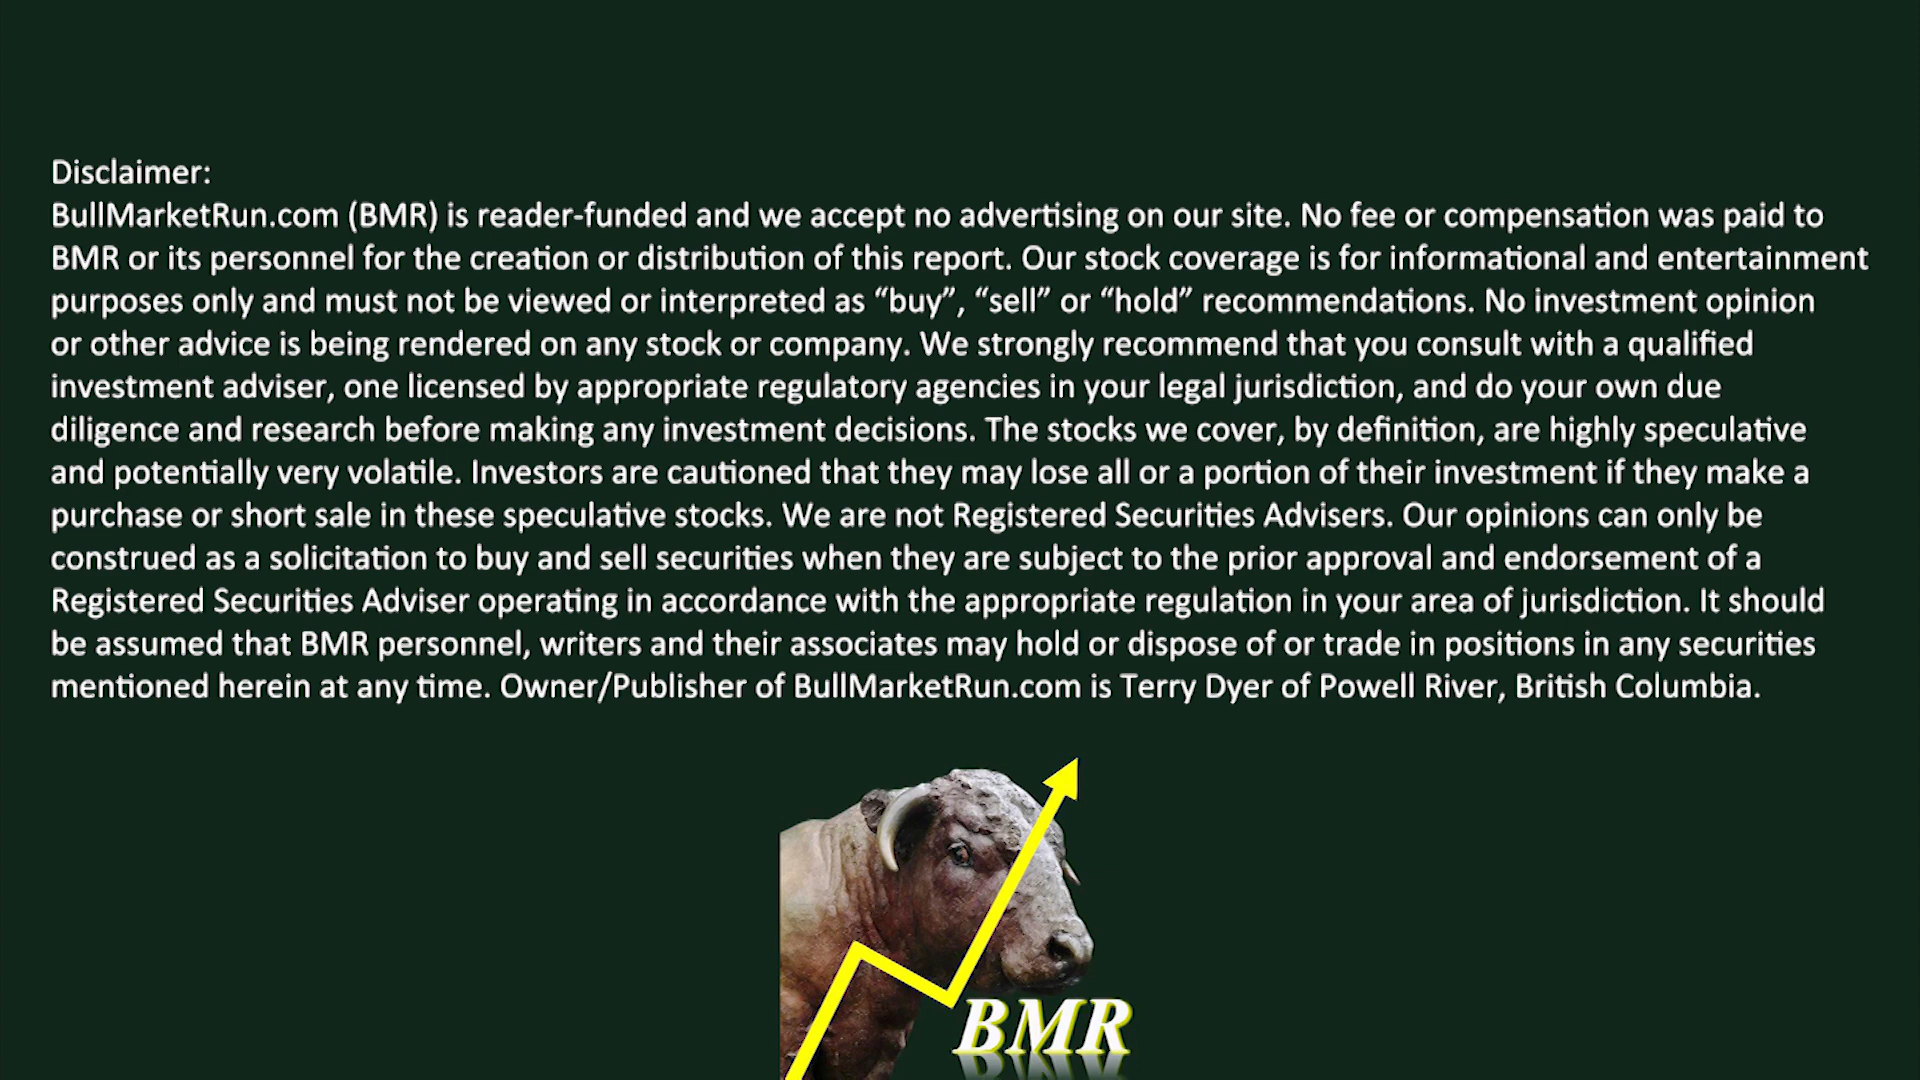 Disclaimer:
BullMarketRun.com (BMR) is reader-funded and we accept no advertising on our site. No fee or compensation was paid to
BMR or its personnel for the creation or distribution of this report. Our stock coverage is for informational and entertainment
purposes only and must not be viewed or interpreted as “buy”, “sell” or “hold” recommendations. No investment opinion
or other advice is being rendered on any stock or company. We strongly recommend that you consult with a qualified
investment adviser, one licensed by appropriate regulatory agencies in your legal jurisdiction, and do your own due
diligence and research before making any investment decisions. The stocks we cover, by definition, are highly speculative
and potentially very volatile. Investors are cautioned that they may lose all or a portion of their investment if they make a
purchase or short sale in these speculative stocks. We are not Registered Securities Advisers. Our opinions can only be
construed as a solicitation to buy and sell securities when they are subject to the prior approval and endorsement of a
Registered Securities Adviser operating in accordance with the appropriate regulation in your area of jurisdiction. It should
be assumed that BMR personnel, writers and their associates may hold or dispose of or trade in positions in any securities
mentioned herein at any time. Owner/Publisher of BullMarketRun.com is Terry Dyer of Powell River, British Columbia.
BMR